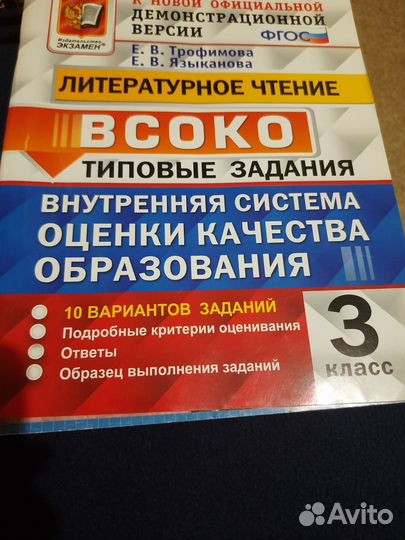 К НОВОЙ ОФИЦИАЛЬНОЙ
ДЕМОНСТРАЦИОННОЙ
ВЕРСИИ
ФГОС
Издательство
ЭКЗАМЕН
Е. В. Трофимова
Е. В. Языканова
ЛИТЕРАТУРНОЕ ЧТЕНИЕ
ВСОКО
ТИПОВЫЕ ЗАДАНИЯ
ВНУТРЕННЯЯ СИСТЕМА
ОЦЕНКИ КАЧЕСТВА
ОБРАЗОВАНИЯ
10 ВАРИАНТОВ ЗАДАНИЙ
Подробные критерии оценивания
Ответы
Образец выполнения заданий
3
КЛАСС
Avito